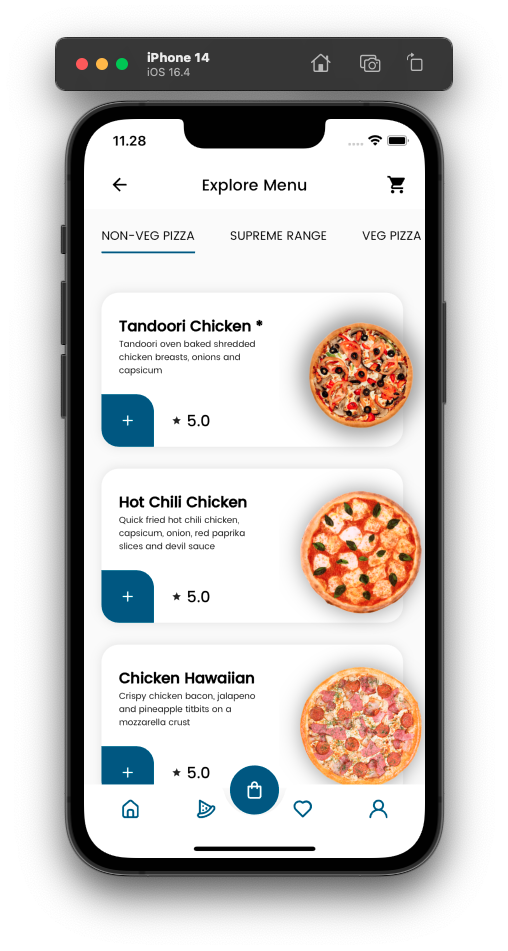 iPhone 14
iOS 16.4
11.28
Explore Menu
NON-VEG PIZZA SUPREME RANGE VEG PIZZA
Tandoori Chicken *
Tandoori oven baked shredded
chicken breasts, onions and
capsicum
+ ★ 5.0
Hot Chili Chicken
Quick fried hot chili chicken,
capsicum, onion, red paprika
slices and devil sauce
+ ★ 5.0
Chicken Hawaiian
Crispy chicken bacon, jalapeno
and pineapple titbits on a
mozzarella crust
+ ★ 5.0